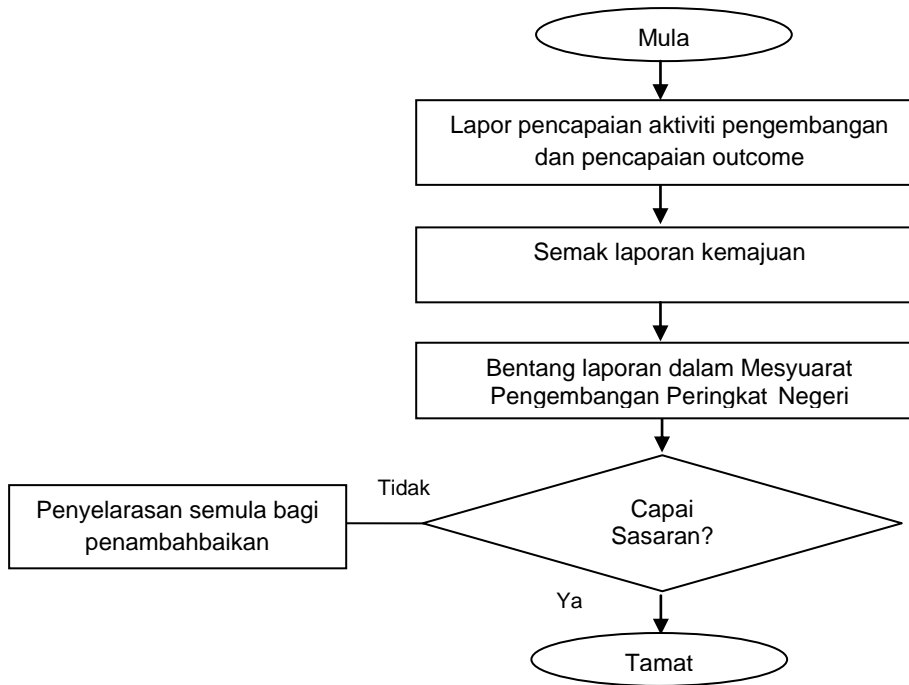 Mula
Lapor pencapaian aktiviti pengembangan
dan pencapaian outcome
Semak laporan kemajuan
Bentang laporan dalam Mesyuarat
Pengembangan Peringkat Negeri
Tidak
Penyelarasan semula bagi
penambahbaikan
Capai
Sasaran?
Ya
Tamat